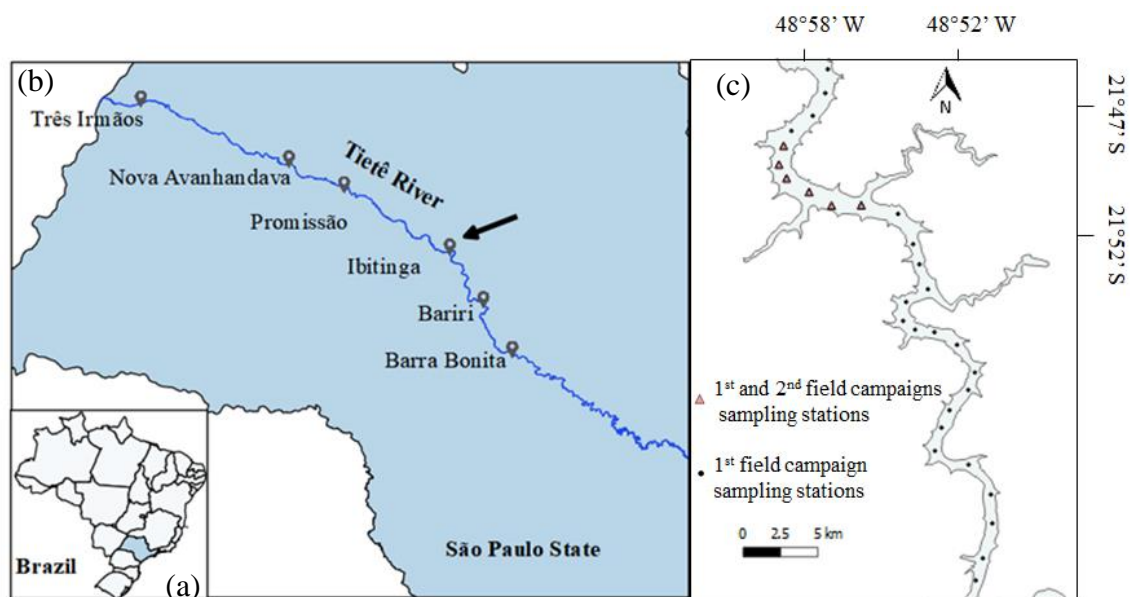 48°58’ W
48°52’ W
(b)
Três Irmãos
Nova Avanhandava
Promissão
Tietê River
Ibitinga
Bariri
Barra Bonita
São Paulo State
Brazil
(a)
(c)
N
21°47’ S
21°52’ S
1st and 2nd field campaigns
sampling stations
1st field campaign
sampling stations
0 2.5 5 km